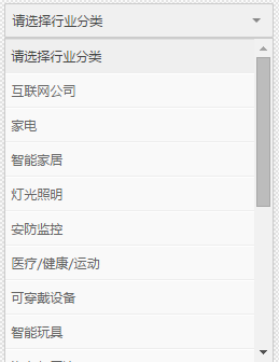 请选择行业分类
请选择行业分类
互联网公司
家电
智能家居
灯光照明
安防监控
医疗/健康/运动
可穿戴设备
智能玩具